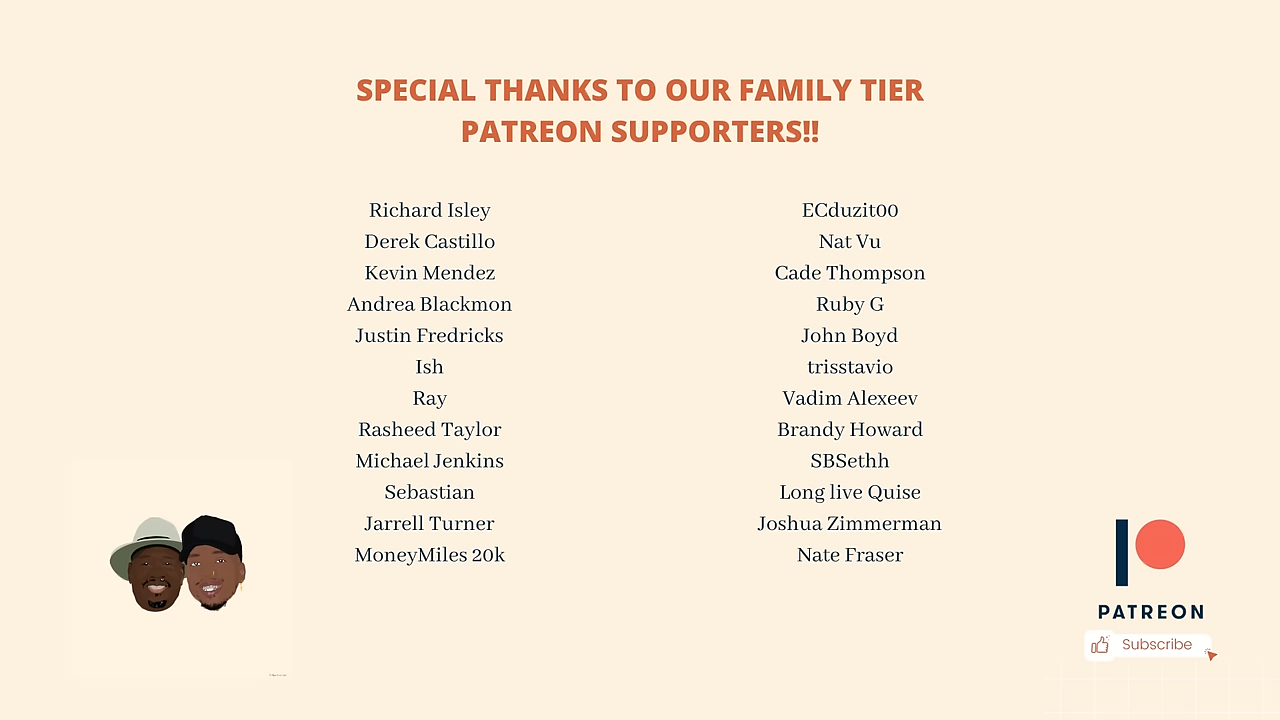 SPECIAL THANKS TO OUR FAMILY TIER
PATREON SUPPORTERS!!
Richard Isley
Derek Castillo
Kevin Mendez
Andrea Blackmon
Justin Fredricks
Ish
Ray
Rasheed Taylor
Michael Jenkins
Sebastian
Jarrell Turner
MoneyMiles 20k
ECduzit00
Nat Vu
Cade Thompson
Ruby G
John Boyd
trisstavio
Vadim Alexeev
Brandy Howard
SBSethh
Long live Quise
Joshua Zimmerman
Nate Fraser
PATREON
Subscribe